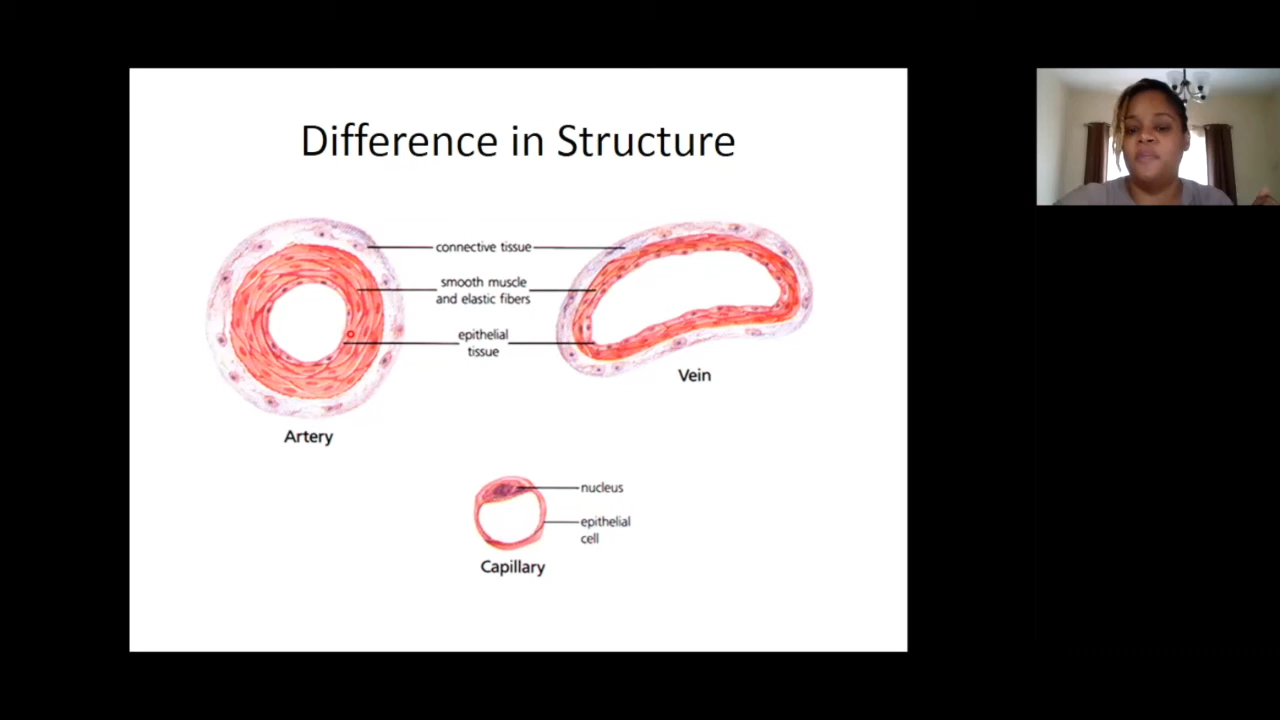 Difference in Structure
connective tissue
smooth muscle
and elastic fibers
epithelial
tissue
Vein
Artery
nucleus
epithelial
cell
Capillary